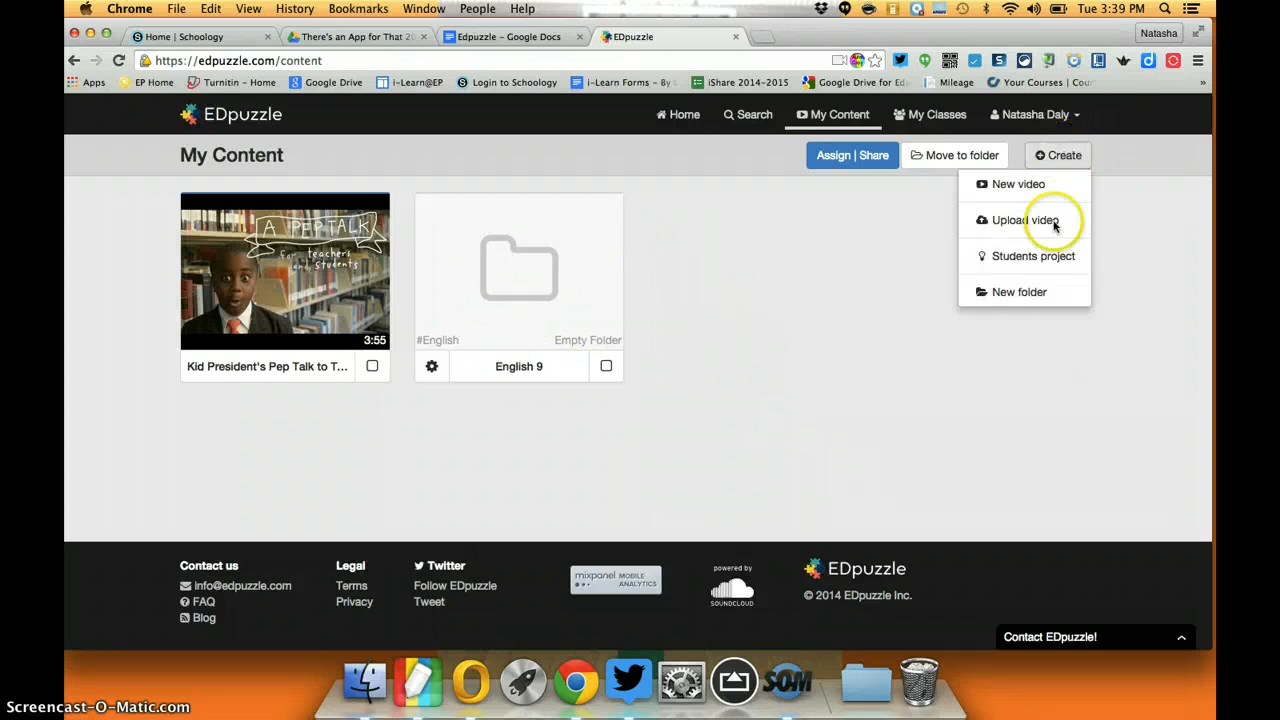 Chrome File Edit View History Bookmarks Window People Help Tue 3:39 PM
Home | Schoology There's an App for That 20 Edpuzzle – Google Docs EDpuzzle Natasha
https://edpuzzle.com/content
Apps EP Home Turnitin – Home Google Drive i-Learn@EP Login to Schoology i-Learn Forms – By iShare 2014-2015 Google Drive for Mileage Your Courses | »
EDpuzzle Home Search My Content My Classes Natasha Daly
My Content Assign | Share Move to folder Create
New video
Upload video
Students project
New folder
A PEP TALK
for teachers
and students
3:55
Kid President's Pep Talk to T...
#English Empty Folder
English 9
Contact us Legal Twitter
info@edpuzzle.com Terms Follow EDpuzzle
FAQ Privacy Tweet
Blog
mixpanel MOBILE
ANALYTICS
powered by
SOUNDCLOUD
EDpuzzle
© 2014 EDpuzzle Inc.
Contact EDpuzzle!
SOM
Screencast-O-Matic.com